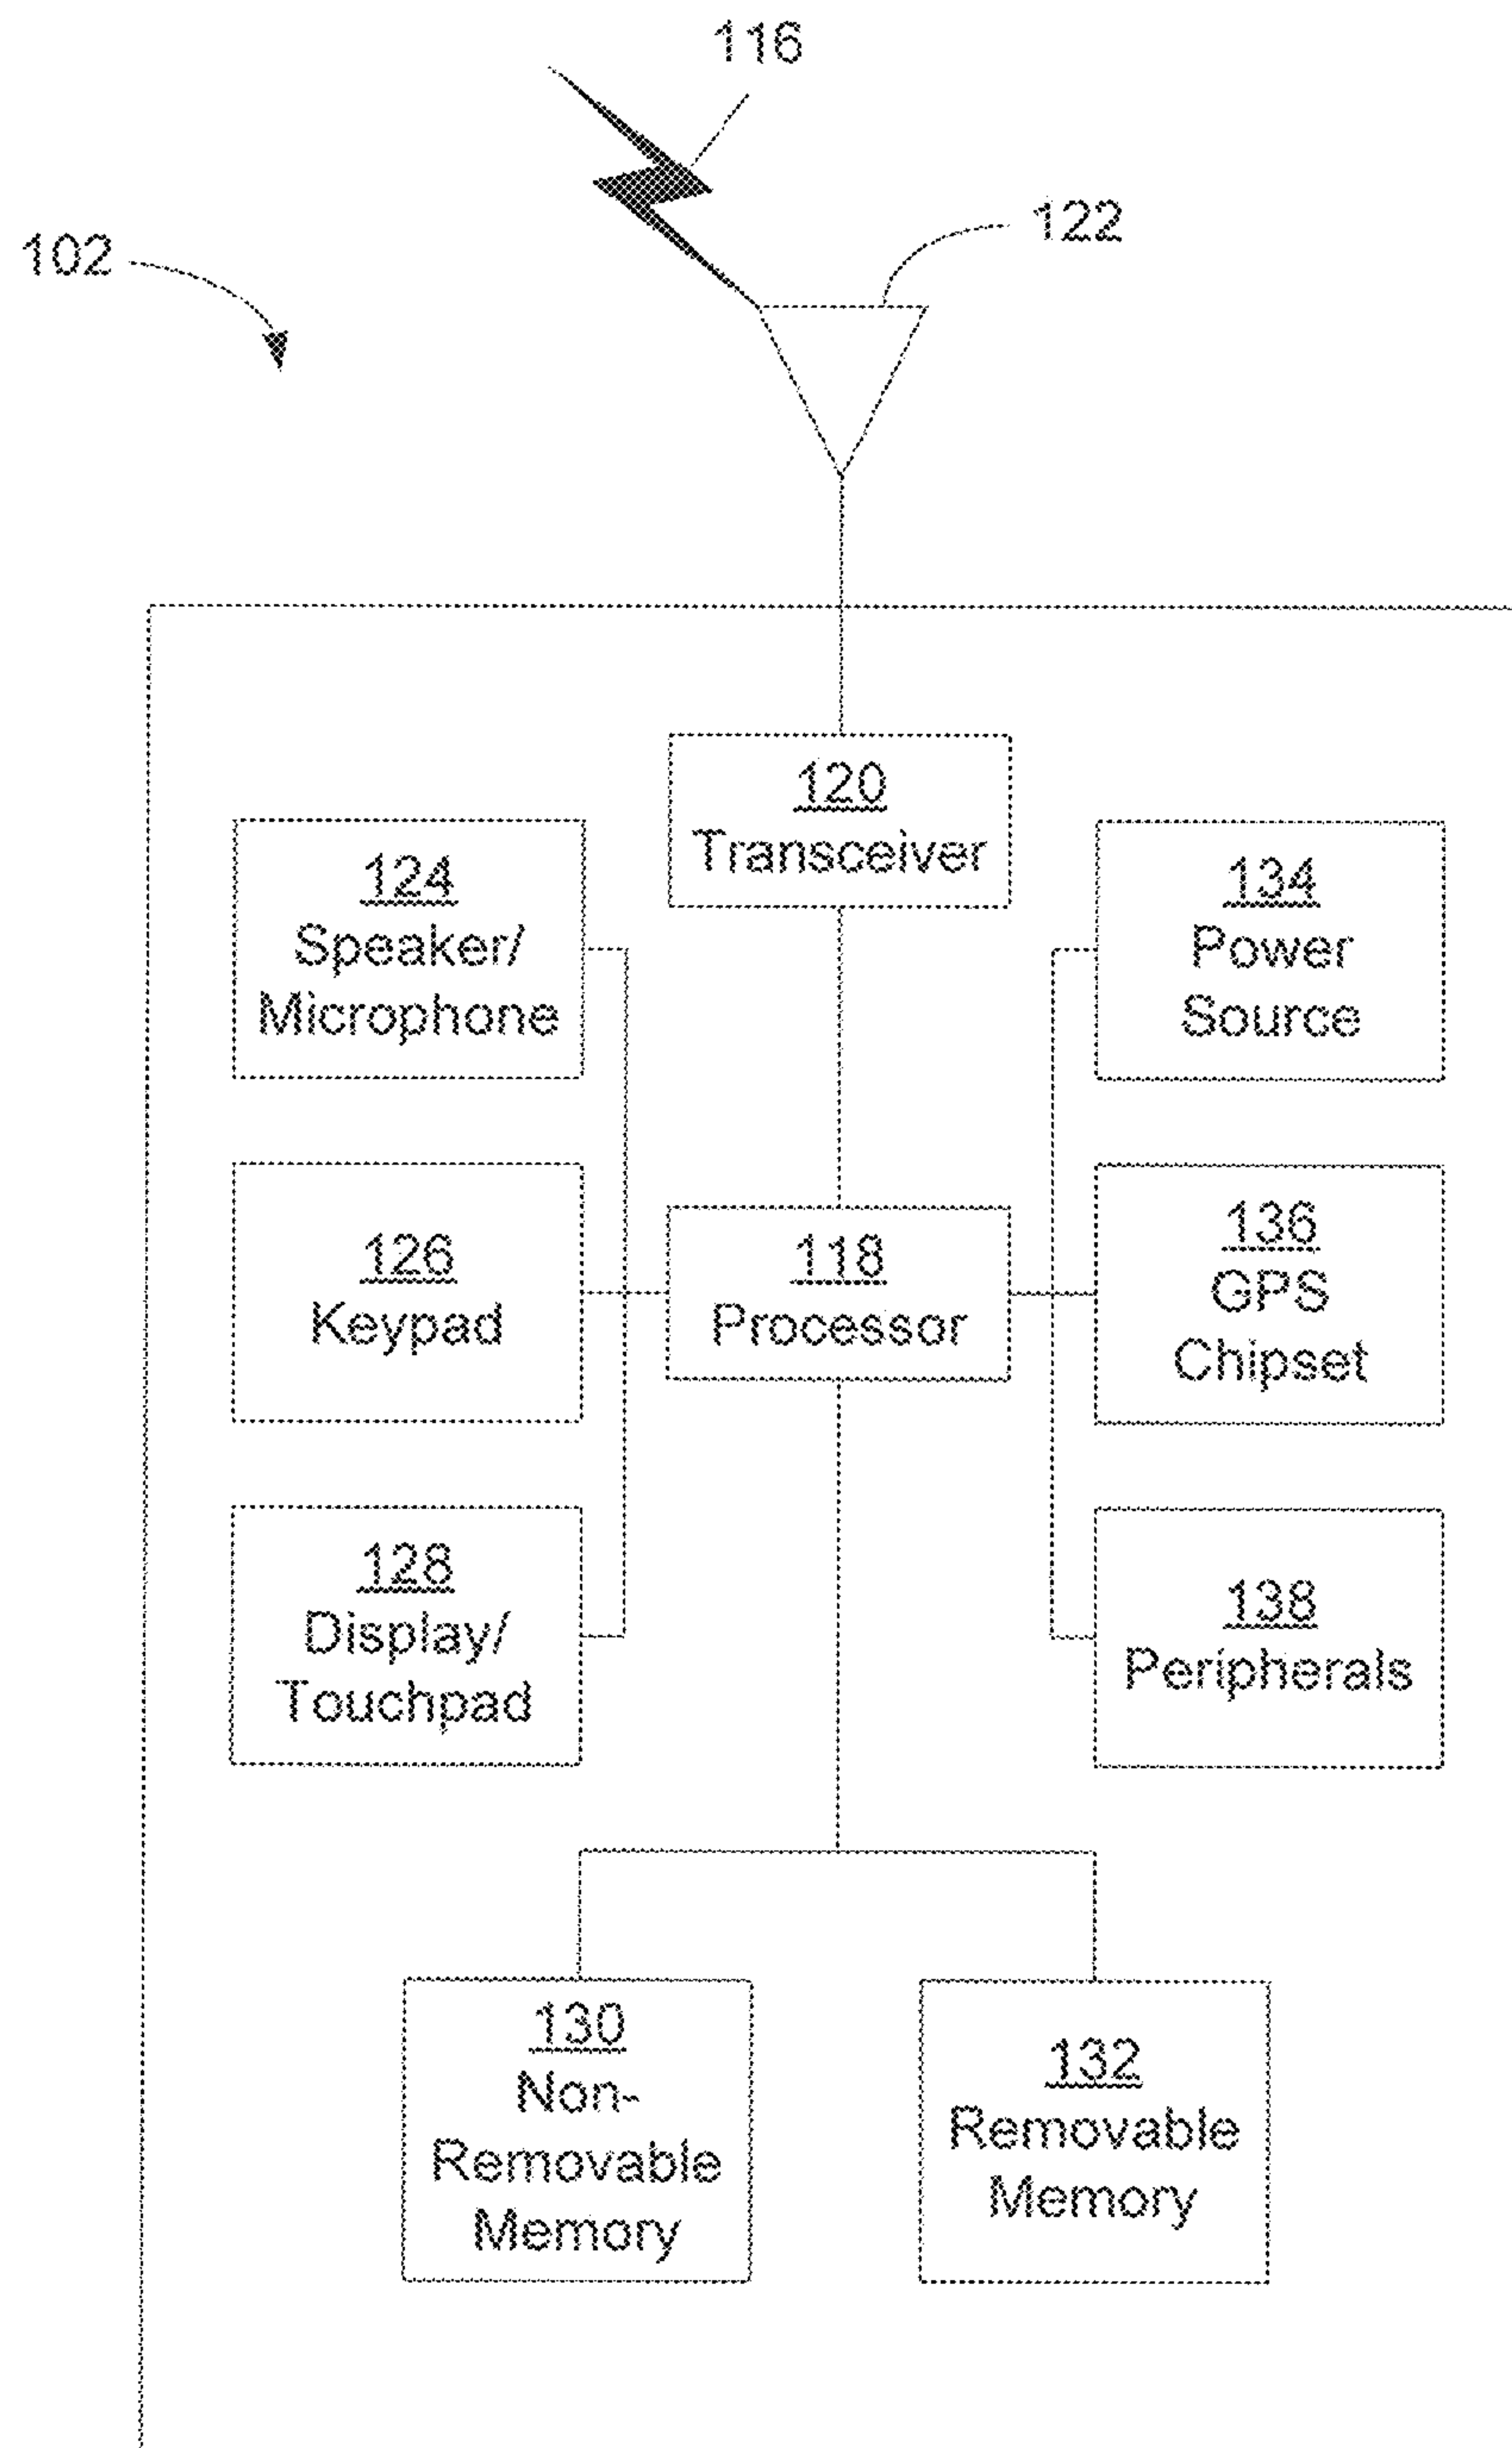 116
122
102
120
Transceiver
124
Speaker/
Microphone
134
Power
Source
126
Keypad
118
Processor
136
GPS
Chipset
128
Display/
Touchpad
138
Peripherals
130
Non-
Removable
Memory
132
Removable
Memory